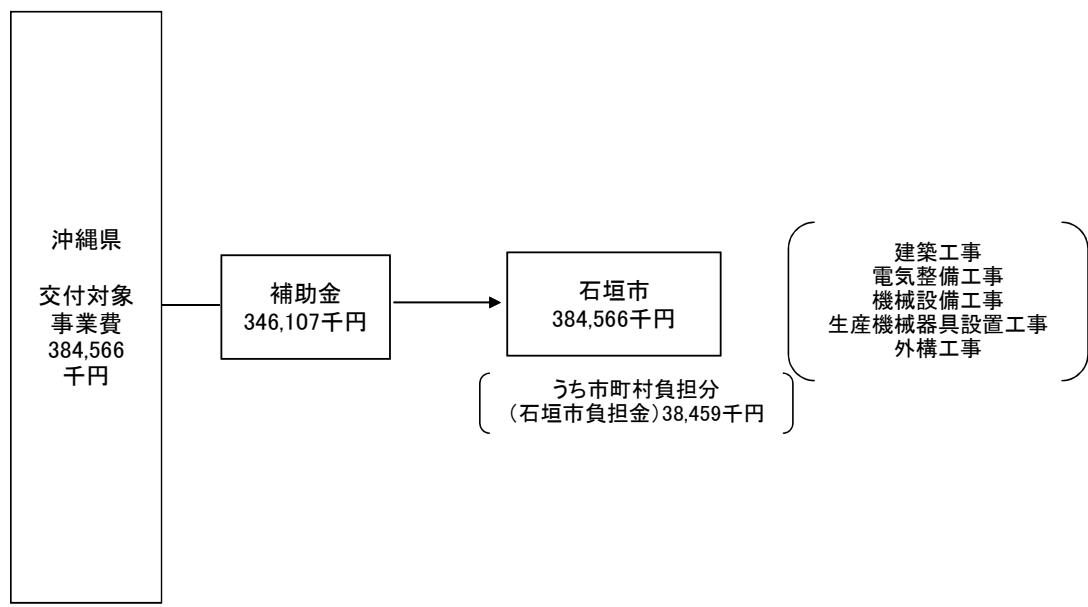 沖縄県
交付対象
事業費
384,566
千円
補助金
346,107千円
石垣市
384,566千円
うち市町村負担分
（石垣市負担金）38,459千円
建築工事
電気整備工事
機械設備工事
生産機械器具設置工事
外構工事